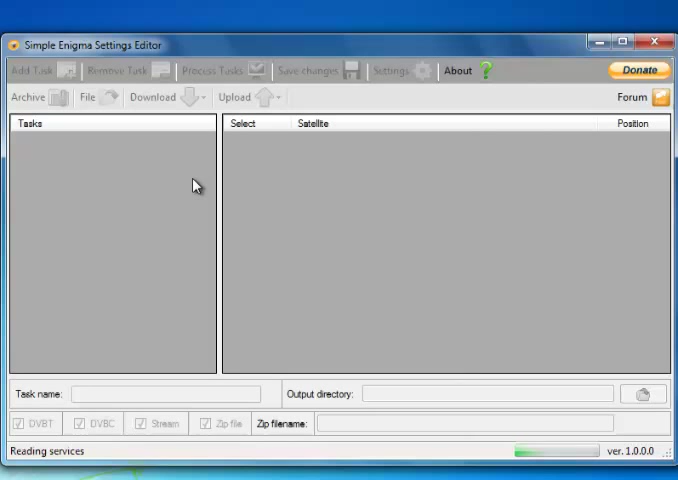 Simple Enigma Settings Editor
Add Task Remove Task Process Tasks Save changes Settings About ? Donate
Archive File Download Upload Forum
Tasks Select Satellite Position
Task name: Output directory:
DVBT DVBC Stream Zip file Zip filename:
Reading services ver. 1.0.0.0